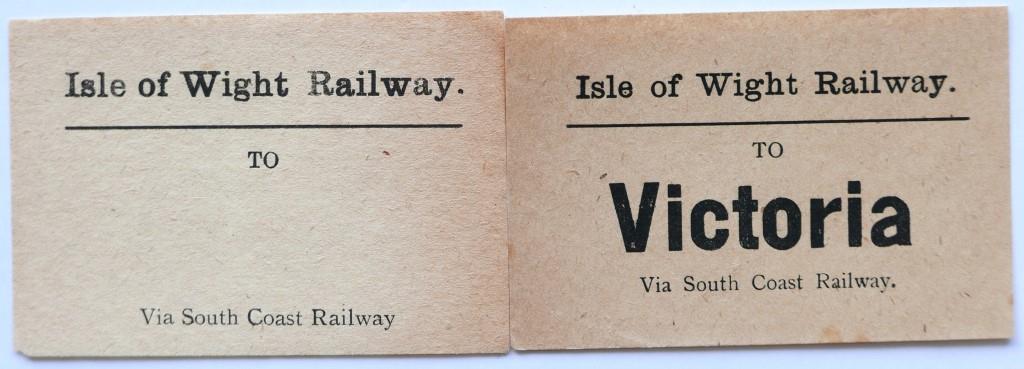 Isle of Wight Railway.
TO
Via South Coast Railway
Isle of Wight Railway.
TO
Victoria
Via South Coast Railway.